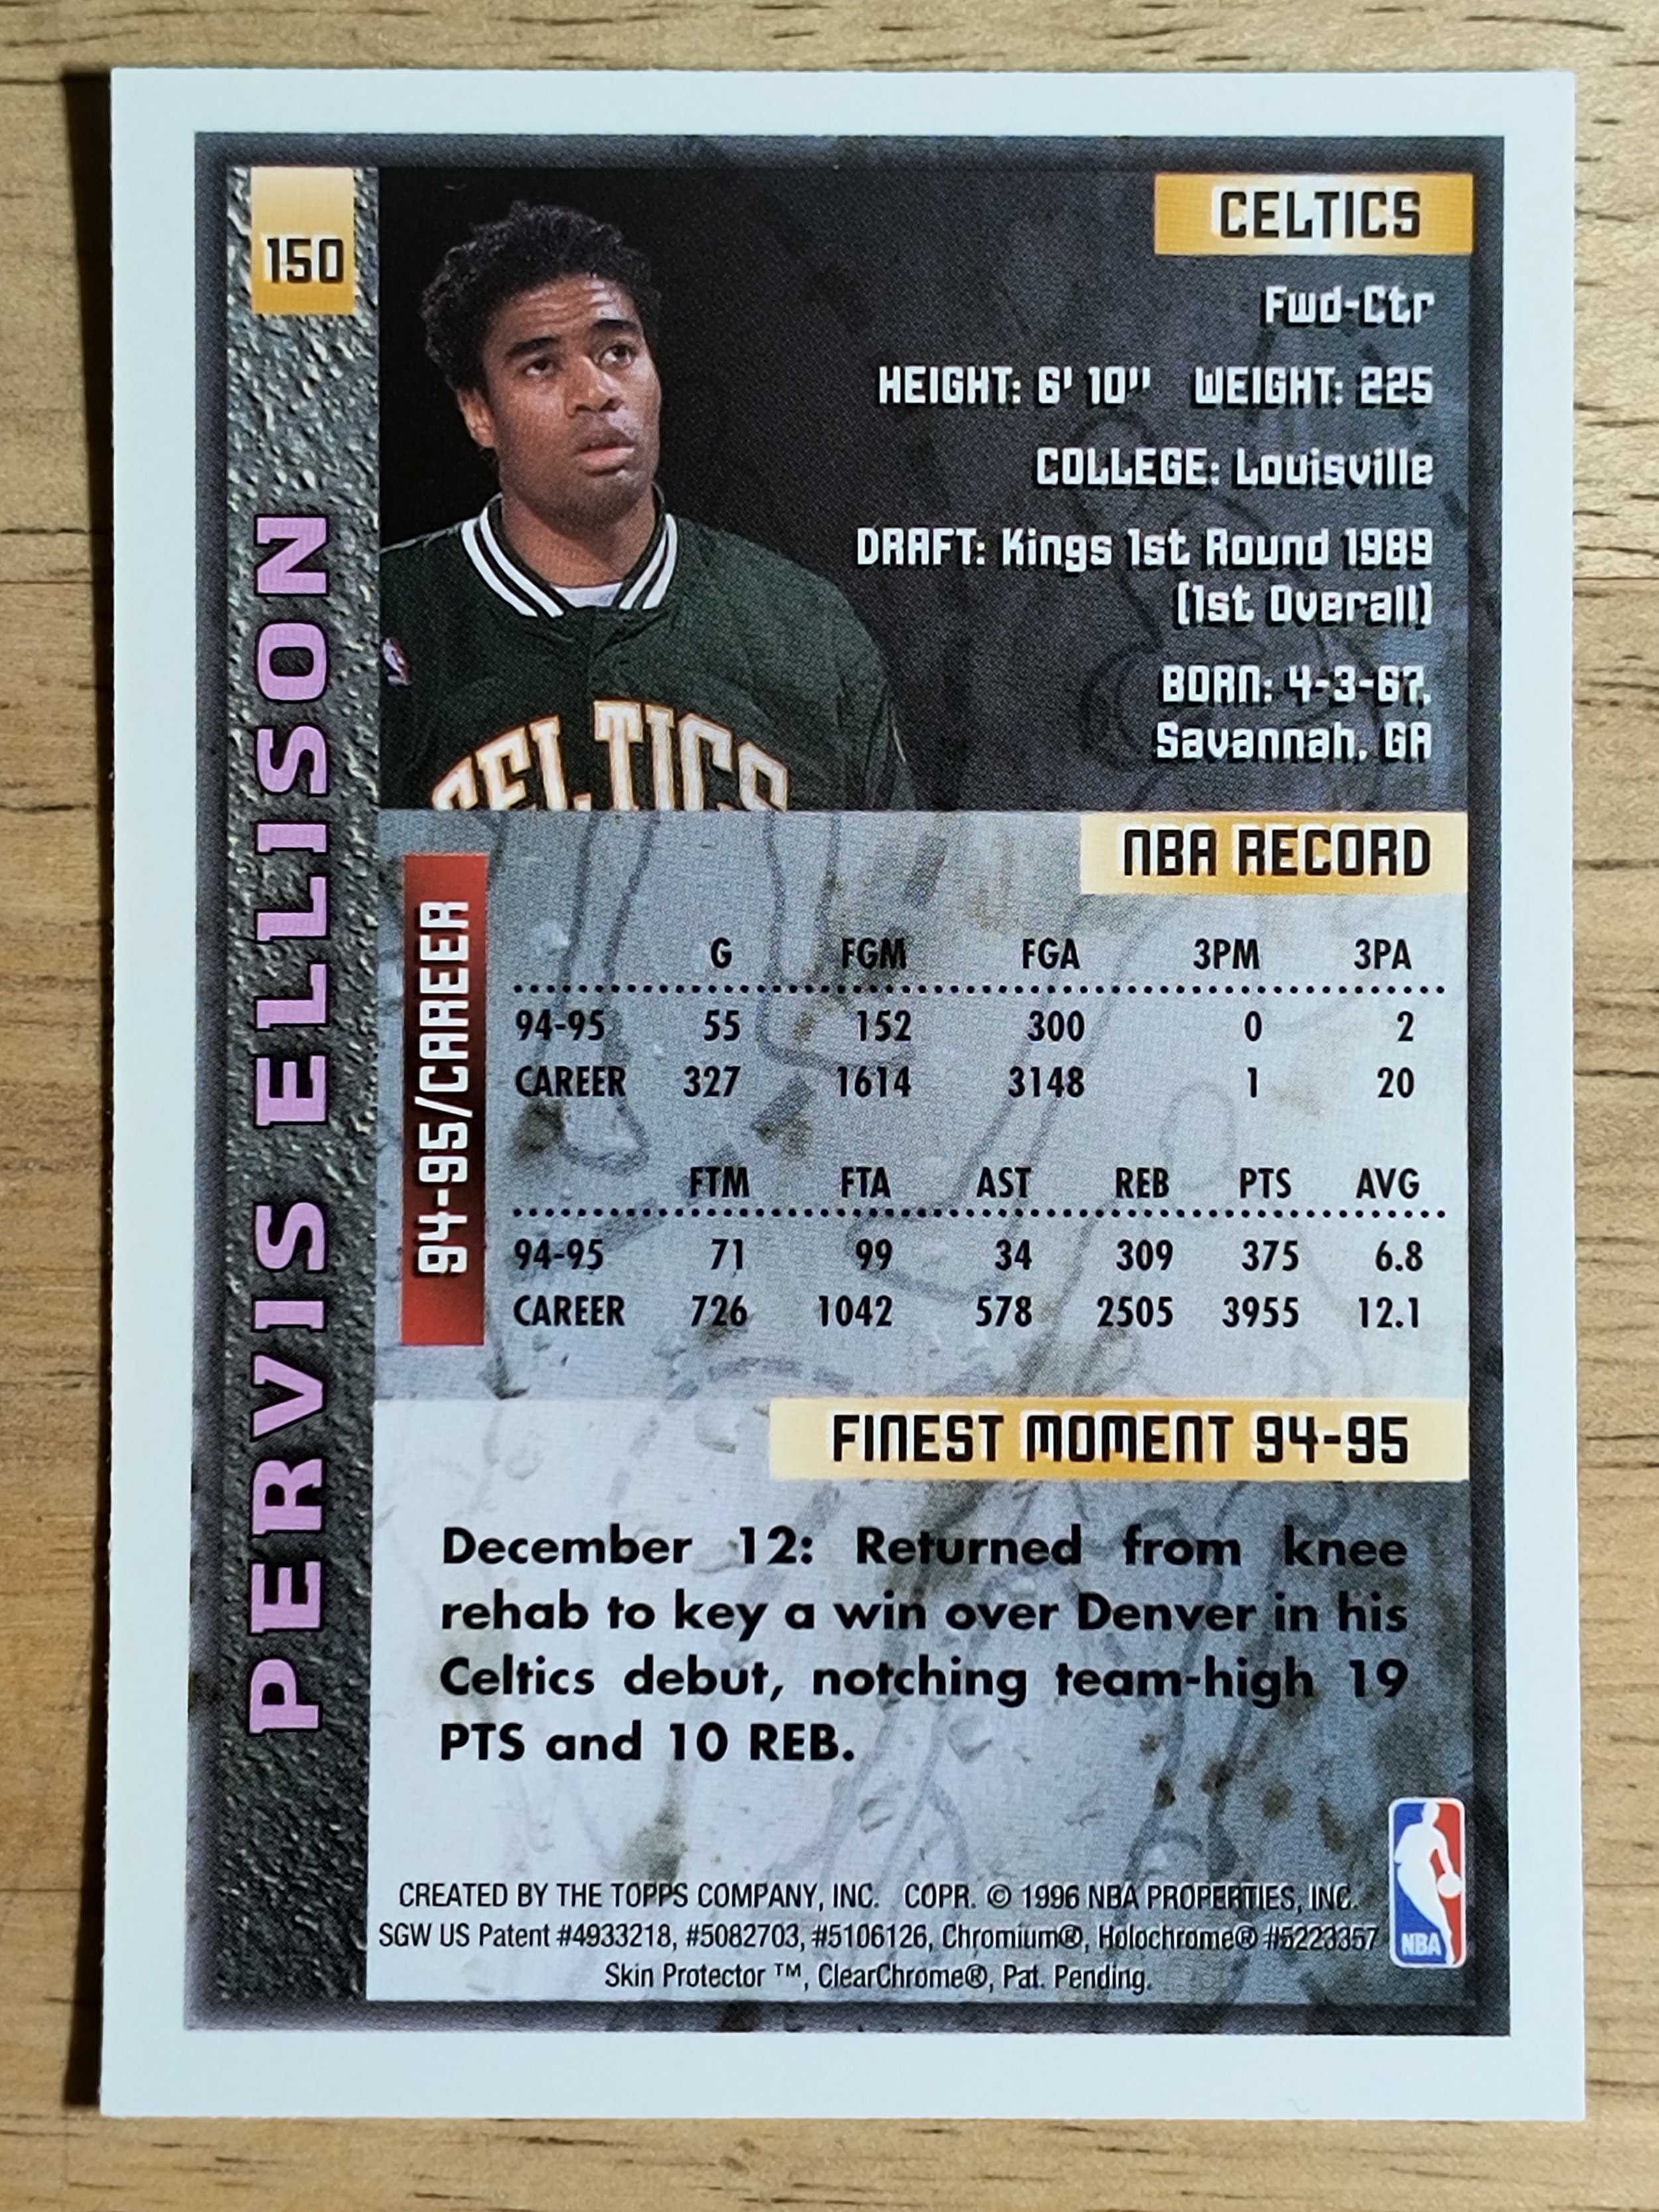 150
PERVIS ELLISON
CELTICS
Fwd-Ctr
HEIGHT: 6' 10" WEIGHT: 225
COLLEGE: Louisville
DRAFT: Kings 1st Round 1989
(1st Overall)
BORN: 4-3-67,
Savannah, GA
CELTICS
NBA RECORD
94-95/CAREER
G FGM FGA 3PM 3PA
94-95 55 152 300 0 2
CAREER 327 1614 3148 1 20
FTM FTA AST REB PTS AVG
94-95 71 99 34 309 375 6.8
CAREER 726 1042 578 2505 3955 12.1
FINEST MOMENT 94-95
December 12: Returned from knee
rehab to key a win over Denver in his
Celtics debut, notching team-high 19
PTS and 10 REB.
CREATED BY THE TOPPS COMPANY, INC. COPR. © 1996 NBA PROPERTIES, INC.
SGW US Patent #4933218, #5082703, #5106126, Chromium®, Holochrome® #5223357
Skin Protector ™, ClearChrome®, Pat. Pending.
NBA